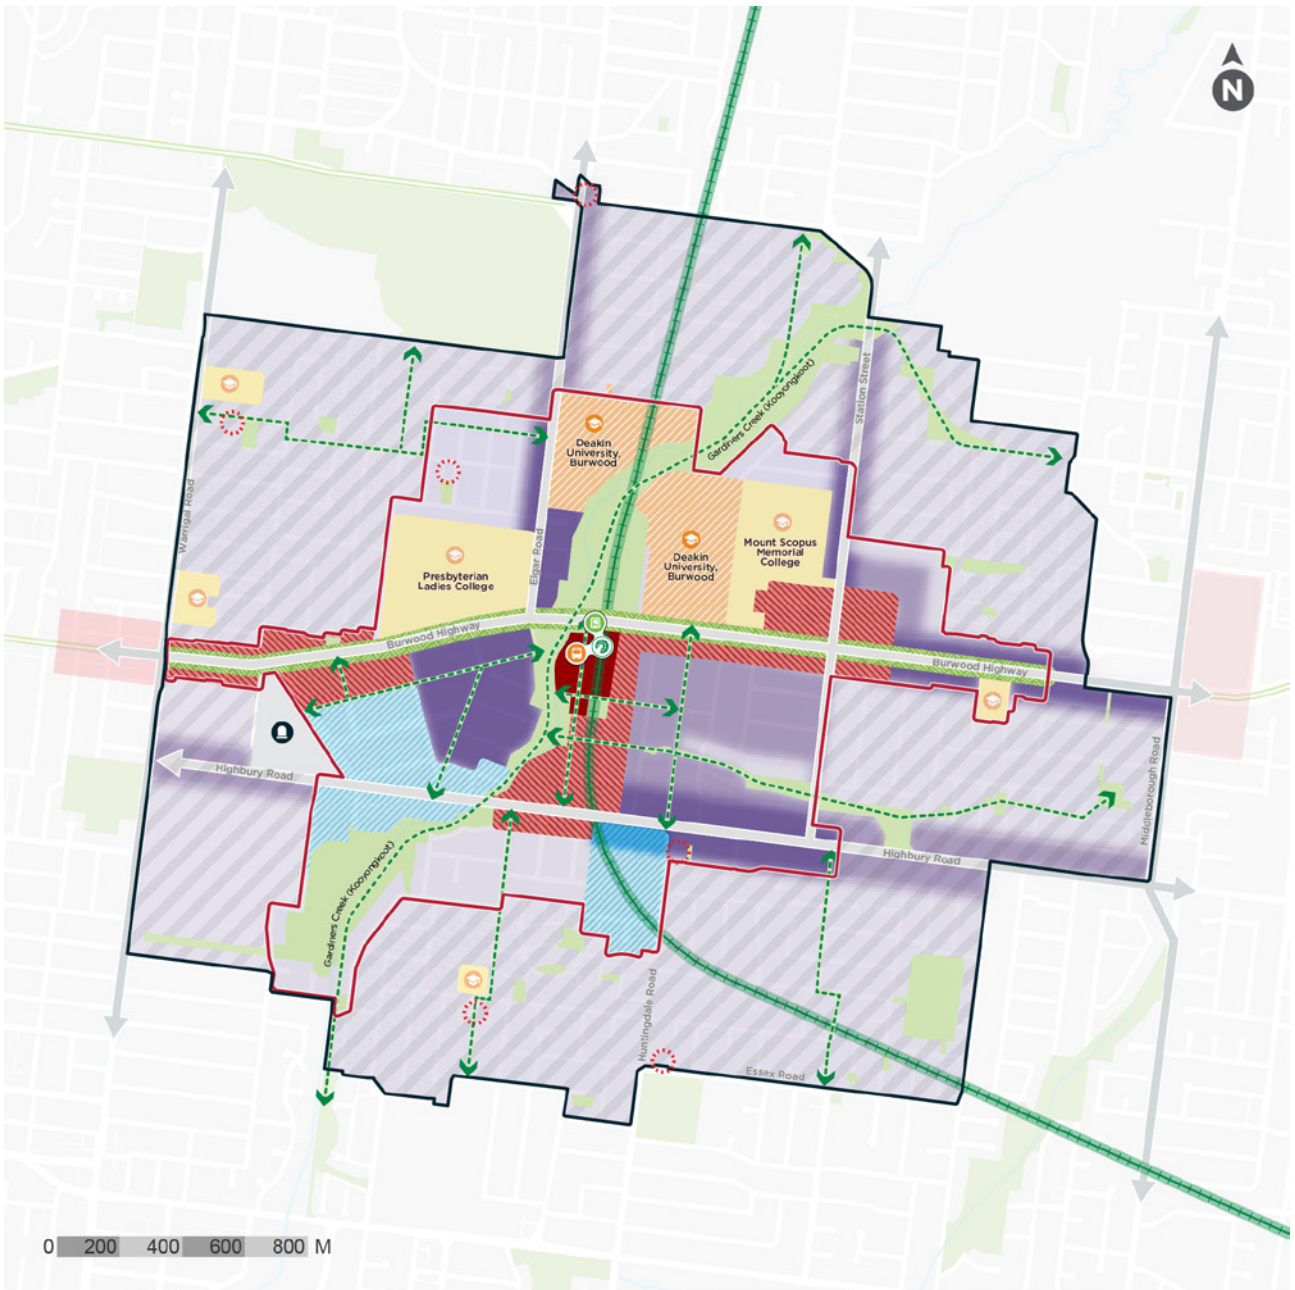 N
Station Street
Gardiners Creek (Kooyongkoot)
Deakin
University,
Burwood
Warrigal Road
Elgar Road
Deakin
University,
Burwood
Mount Scopus
Memorial
College
Presbyterian
Ladies College
Burwood Highway
Burwood Highway
Highbury Road
Middleborough Road
Highbury Road
Gardiners Creek (Kooyongkoot)
Huntingdale Road
Essex Road
0 200 400 600 800 M